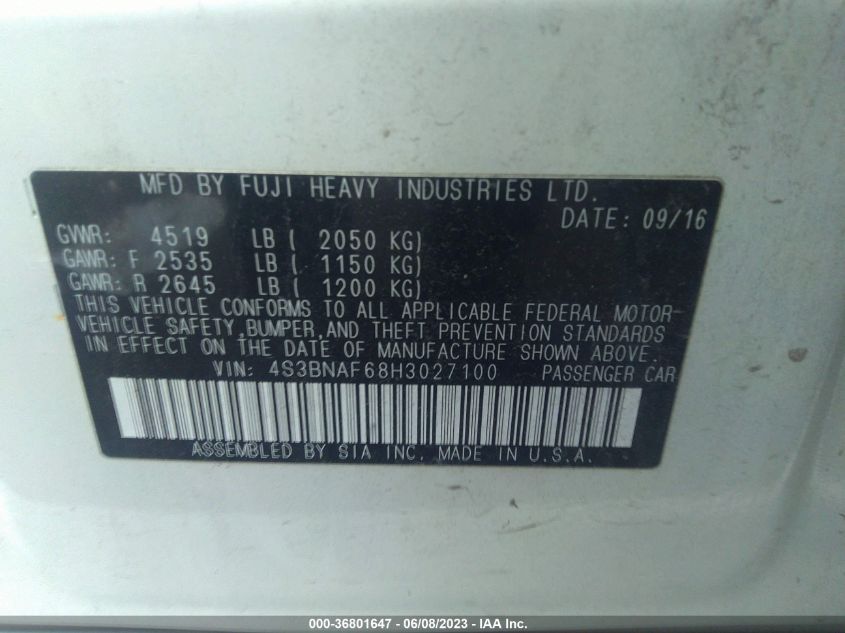 MFD BY FUJI HEAVY INDUSTRIES LTD.
DATE: 09/16
GVWR: 4519 LB ( 2050 KG)
GAWR: F 2535 LB ( 1150 KG)
GAWR: R 2645 LB ( 1200 KG)
THIS VEHICLE CONFORMS TO ALL APPLICABLE FEDERAL MOTOR-
VEHICLE SAFETY,BUMPER,AND THEFT PREVENTION STANDARDS
IN EFFECT ON THE DATE OF MANUFACTURE SHOWN ABOVE.
VIN: 4S3BNAF68H3027100 PASSENGER CAR
ASSEMBLED BY SIA INC. MADE IN U.S.A.
000-36801647 - 06/08/2023 - IAA Inc.